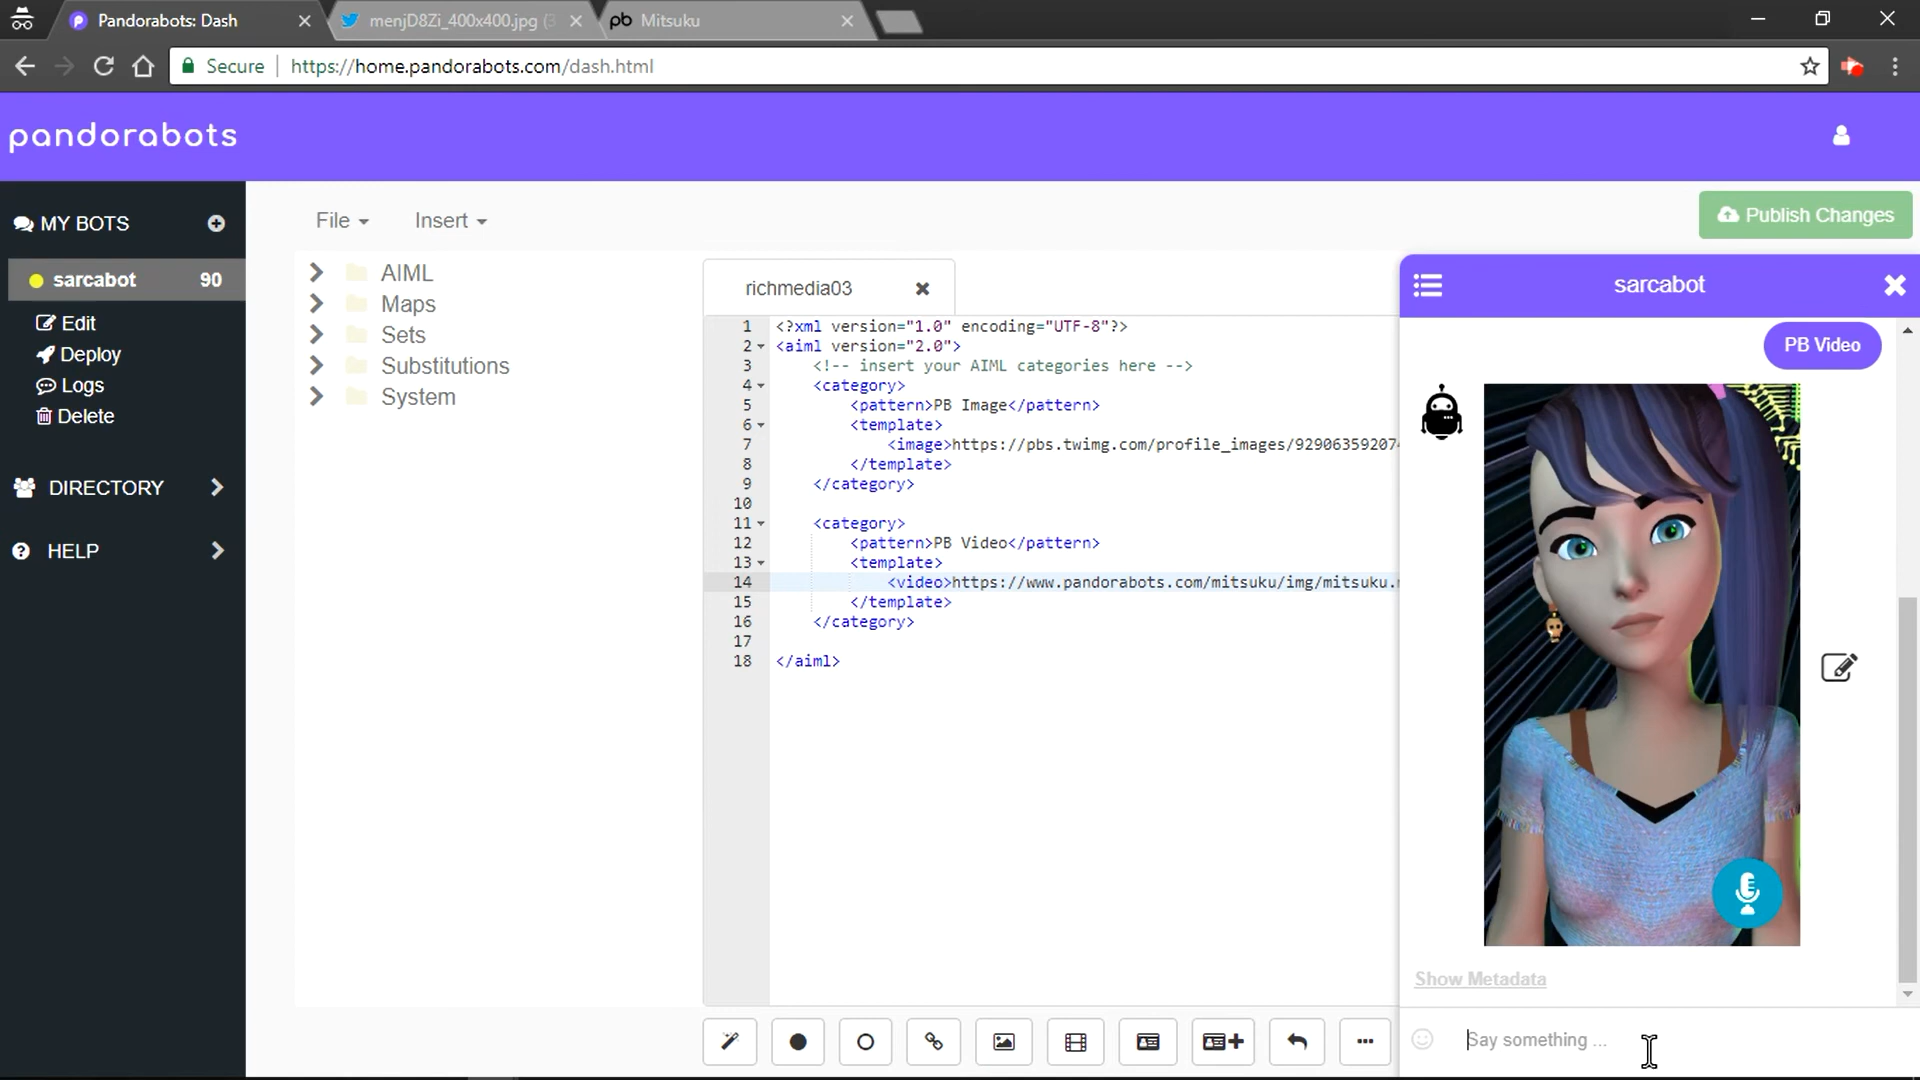 Pandorabots: Dash
menjD8Zi_400x400.jpg (
pb Mitsuku
Secure https://home.pandorabots.com/dash.html
pandorabots
MY BOTS
sarcabot 90
Edit
Deploy
Logs
Delete
DIRECTORY
HELP
File Insert
Publish Changes
AIML
Maps
Sets
Substitutions
System
richmedia03
1 <?xml version="1.0" encoding="UTF-8"?>
2 <aiml version="2.0">
3 <!-- insert your AIML categories here -->
4 <category>
5 <pattern>PB Image</pattern>
6 <template>
7 <image>https://pbs.twimg.com/profile_images/92906359207
8 </template>
9 </category>
10
11 <category>
12 <pattern>PB Video</pattern>
13 <template>
14 <video>https://www.pandorabots.com/mitsuku/img/mitsuku.
15 </template>
16 </category>
17
18 </aiml>
sarcabot
PB Video
Show Metadata
Say something ...